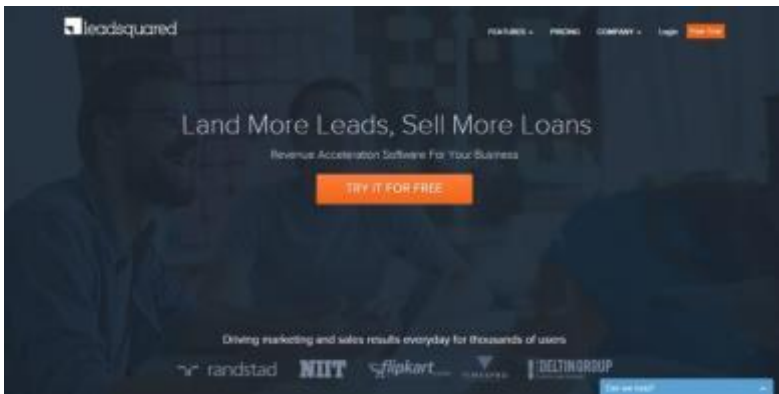 leadsquared
FEATURES PRICING COMPANY Login Free Trial
Land More Leads, Sell More Loans
Revenue Acceleration Software For Your Business
TRY IT FOR FREE
Driving marketing and sales results everyday for thousands of users
randstad NIIT flipkart DELTINGROUP
Can we help?